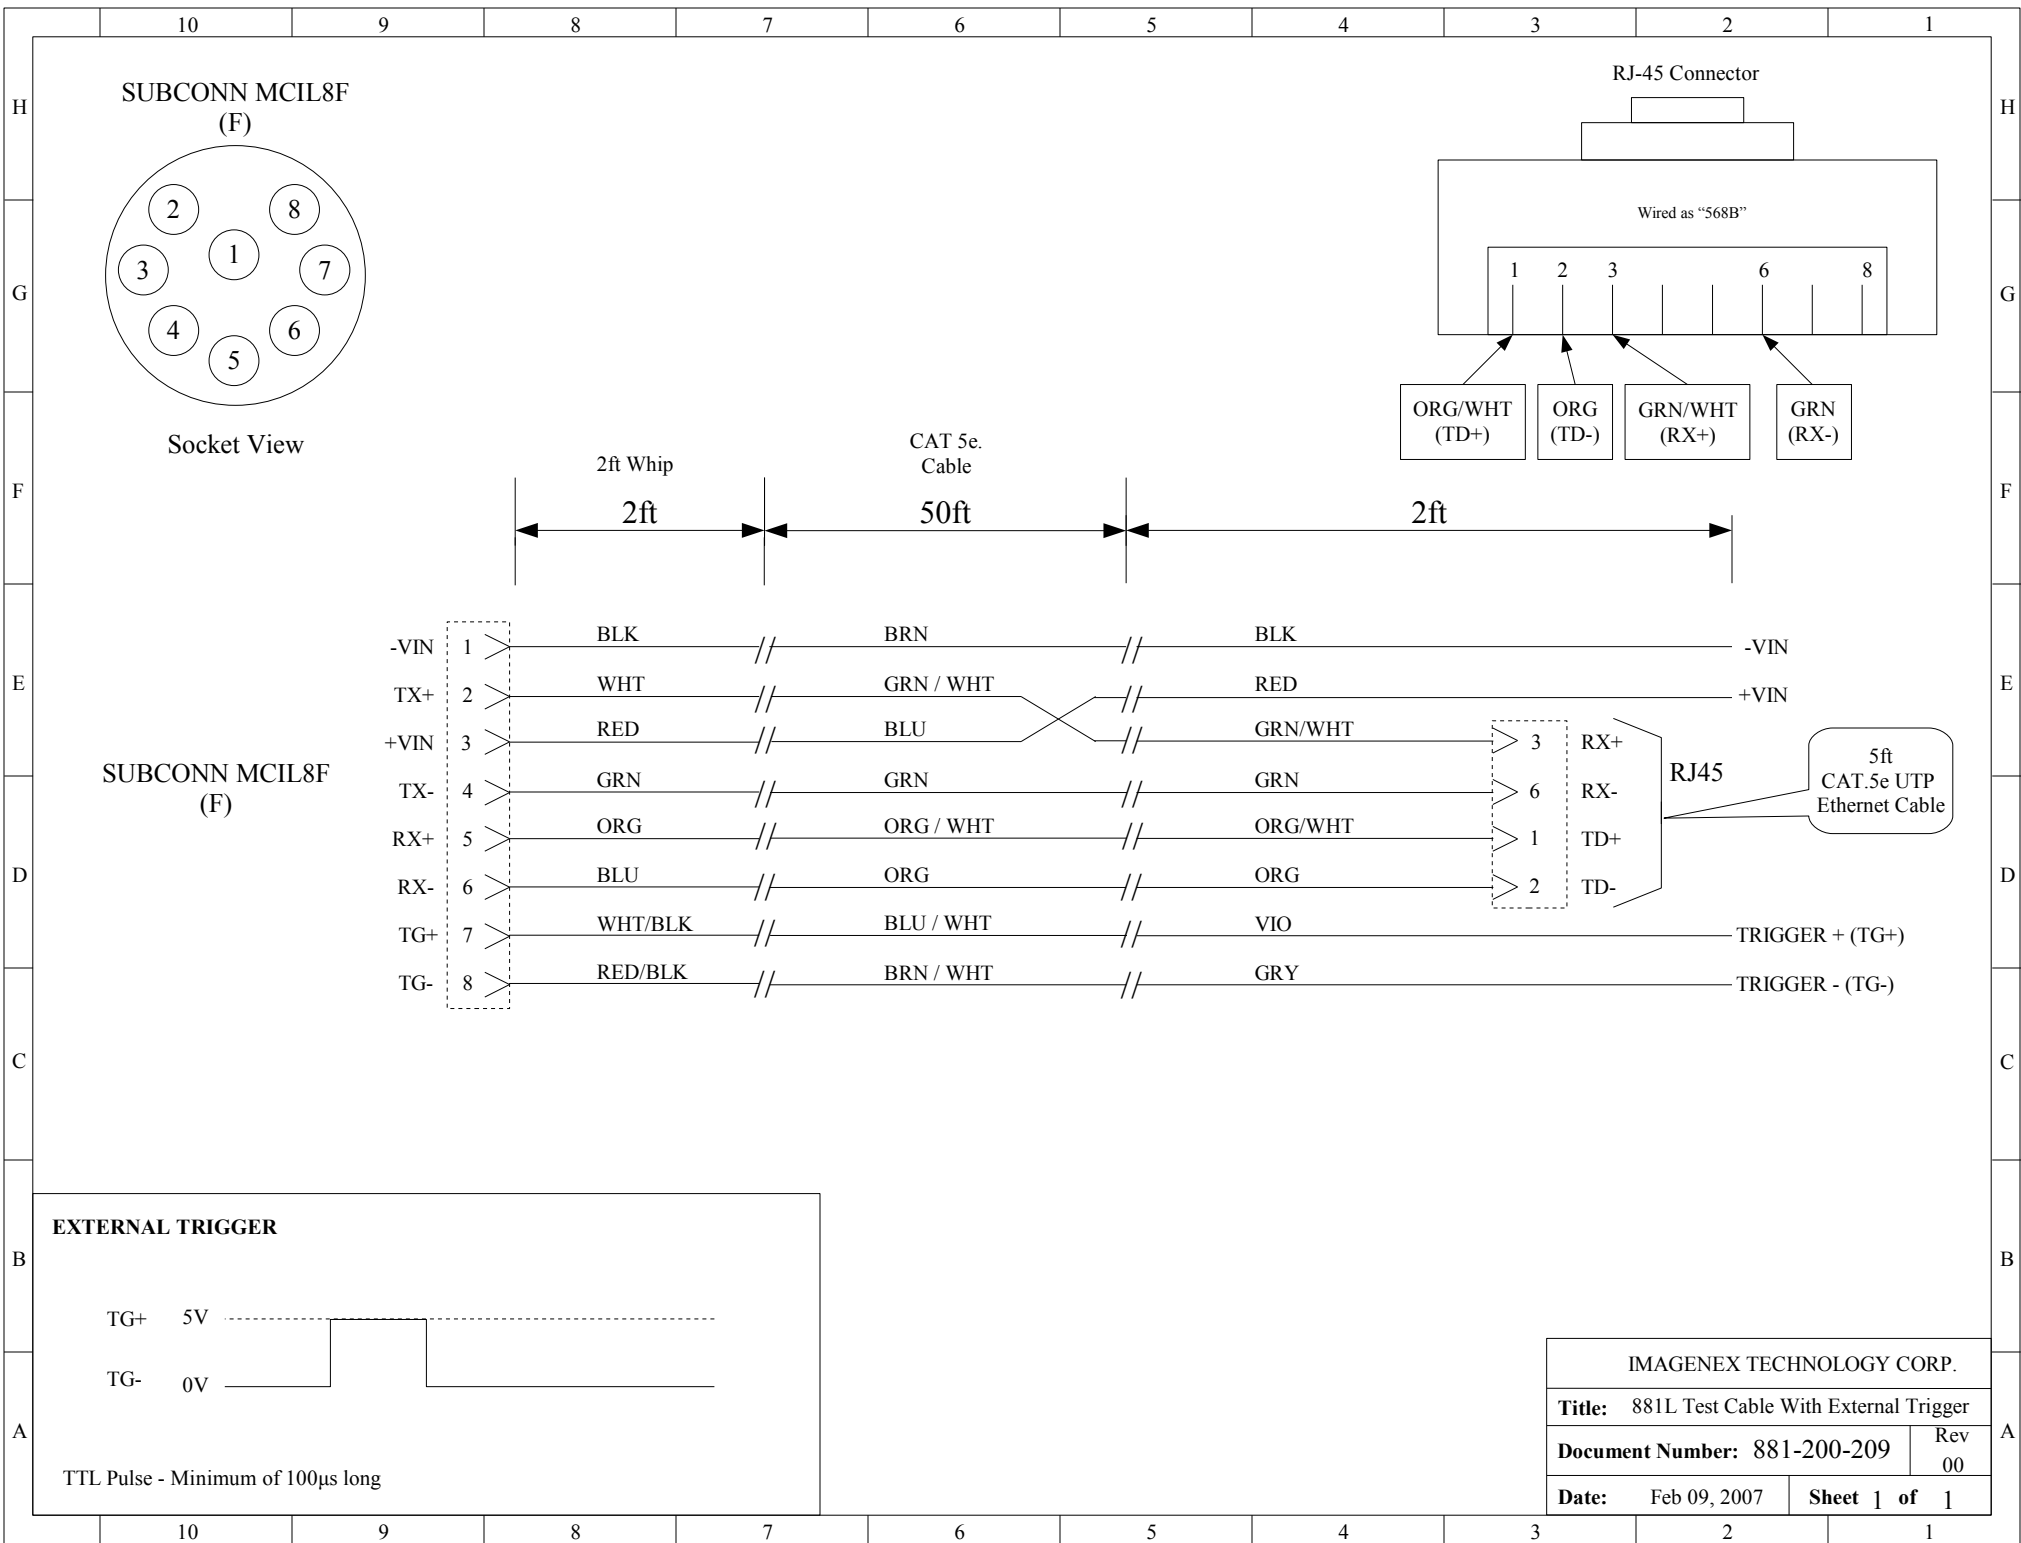 10 9 8 7 6 5 4 3 2 1
H
G
F
E
D
C
B
A
SUBCONN MCIL8F
(F)
2 8
1
3 7
4 6
5
Socket View
RJ-45 Connector
Wired as “568B”
1 2 3 6 8
ORG/WHT
(TD+)
ORG
(TD-)
GRN/WHT
(RX+)
GRN
(RX-)
2ft Whip
2ft
CAT 5e.
Cable
50ft
2ft
SUBCONN MCIL8F
(F)
-VIN 1 BLK BRN BLK -VIN
TX+ 2 WHT GRN / WHT RED +VIN
+VIN 3 RED BLU GRN/WHT 3 RX+
TX- 4 GRN GRN GRN 6 RX-
RX+ 5 ORG ORG / WHT ORG/WHT 1 TD+
RX- 6 BLU ORG ORG 2 TD-
TG+ 7 WHT/BLK BLU / WHT VIO TRIGGER + (TG+)
TG- 8 RED/BLK BRN / WHT GRY TRIGGER - (TG-)
RJ45
5ft
CAT.5e UTP
Ethernet Cable
EXTERNAL TRIGGER
TG+ 5V
TG- 0V
TTL Pulse - Minimum of 100μs long
IMAGENEX TECHNOLOGY CORP.
Title: 881L Test Cable With External Trigger
Document Number: 881-200-209
Rev
00
Date: Feb 09, 2007
Sheet 1 of 1
H
G
F
E
D
C
B
A
10 9 8 7 6 5 4 3 2 1